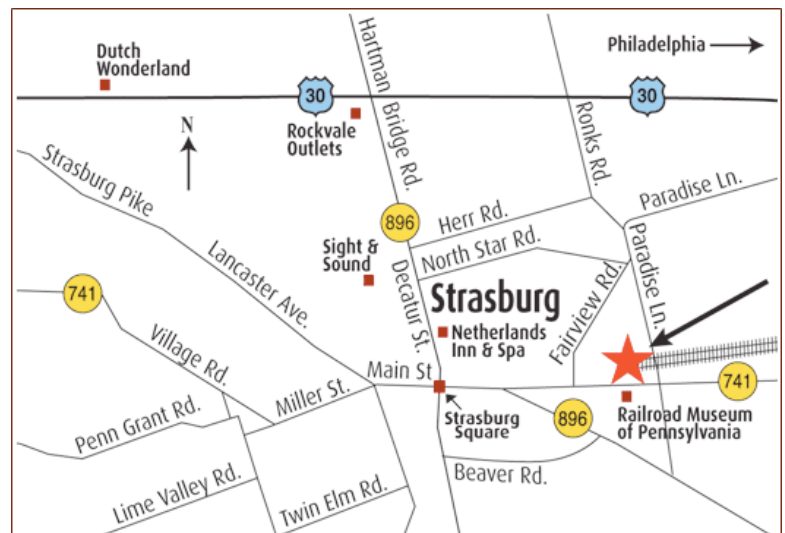 Philadelphia
Dutch
Wonderland
30
30
Hartman Bridge Rd.
Ronks Rd.
Rockvale
Outlets
N
Strasburg Pike
Paradise Ln.
Herr Rd.
896
North Star Rd.
Sight &
Sound
Lancaster Ave.
Decatur St.
Paradise Ln.
Fairview Rd.
741
Strasburg
Netherlands
Inn & Spa
Village Rd.
Main St
741
Miller St.
Strasburg
Square
896
Railroad Museum
of Pennsylvania
Penn Grant Rd.
Beaver Rd.
Lime Valley Rd.
Twin Elm Rd.